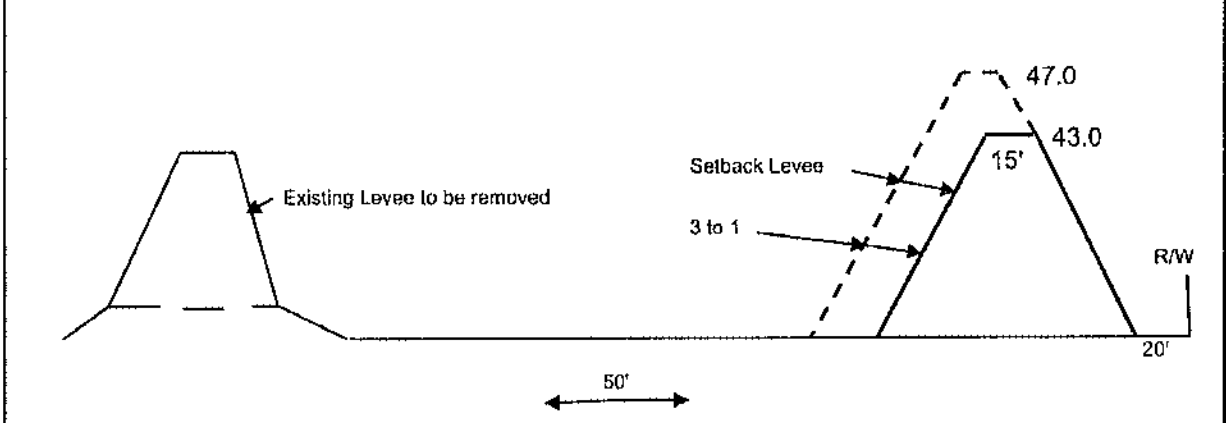 47.0
43.0
15'
Setback Levee
Existing Levee to be removed
3 to 1
R/W
20'
50'